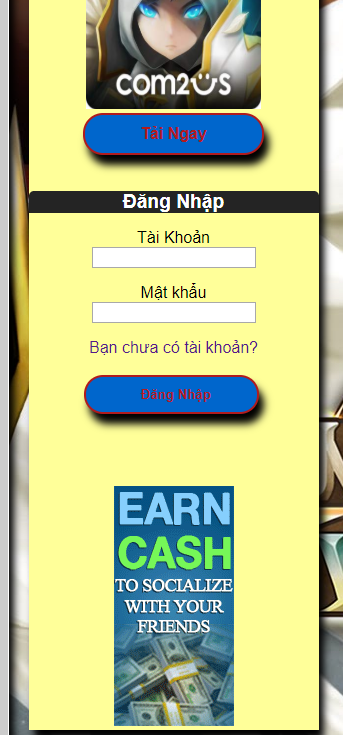 COM2US
Tải Ngay
Đăng Nhập
Tài Khoản
Mật khẩu
Bạn chưa có tài khoản?
Đăng Nhập
EARN
CASH
TO SOCIALIZE
WITH YOUR
FRIENDS